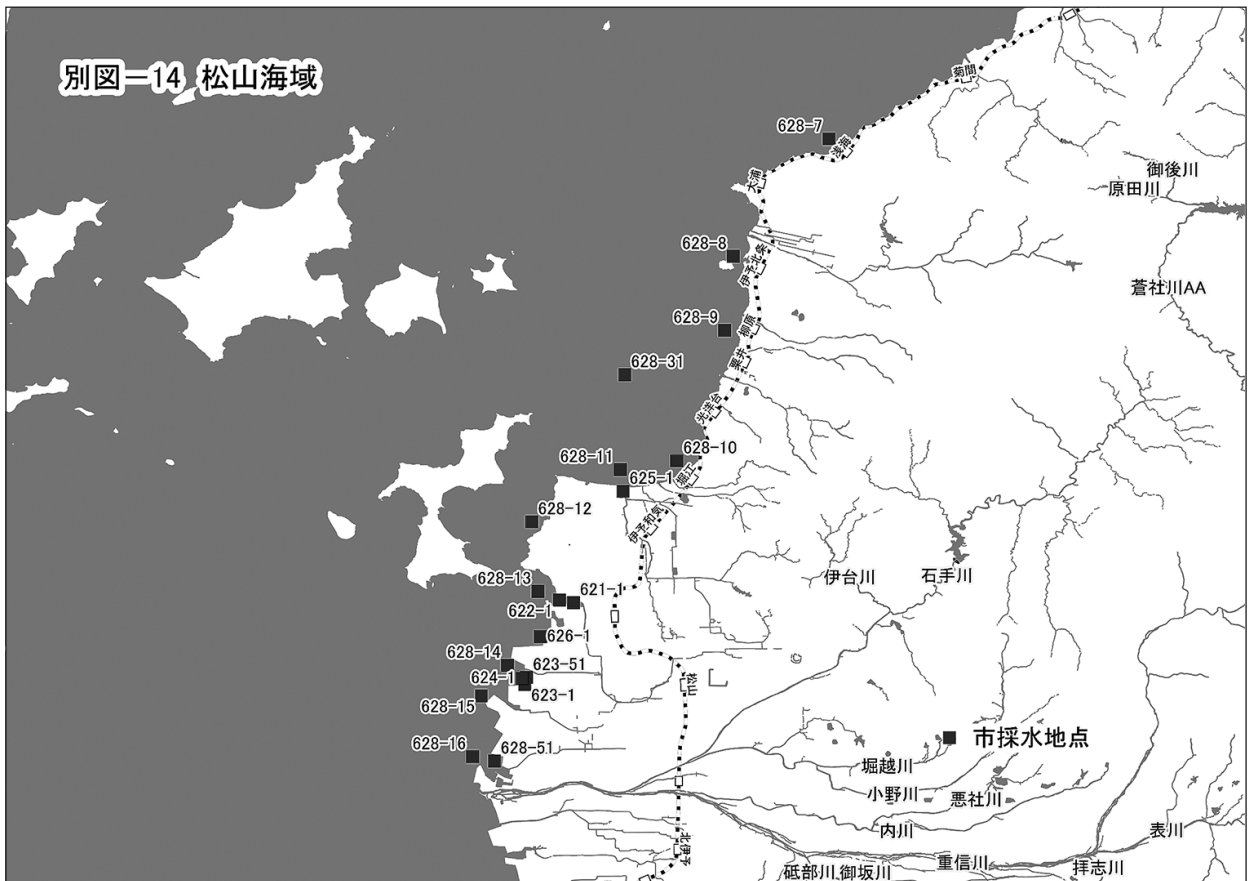 別図－14 松山海域
菊間
628-7
浅海
御後川
大浦
原田川
628-8
伊予北条
蒼社川AA
628-9
柳原
粟井
628-31
光洋台
628-10
628-11
堀江
625-1
628-12
伊予和気
伊台川
石手川
628-13
621-1
622-1
626-1
628-14
623-51
624-1
松山
623-1
628-15
628-16
628-51
市採水地点
堀越川
小野川
悪社川
内川
表川
北伊予
重信川
拝志川
砥部川
御坂川